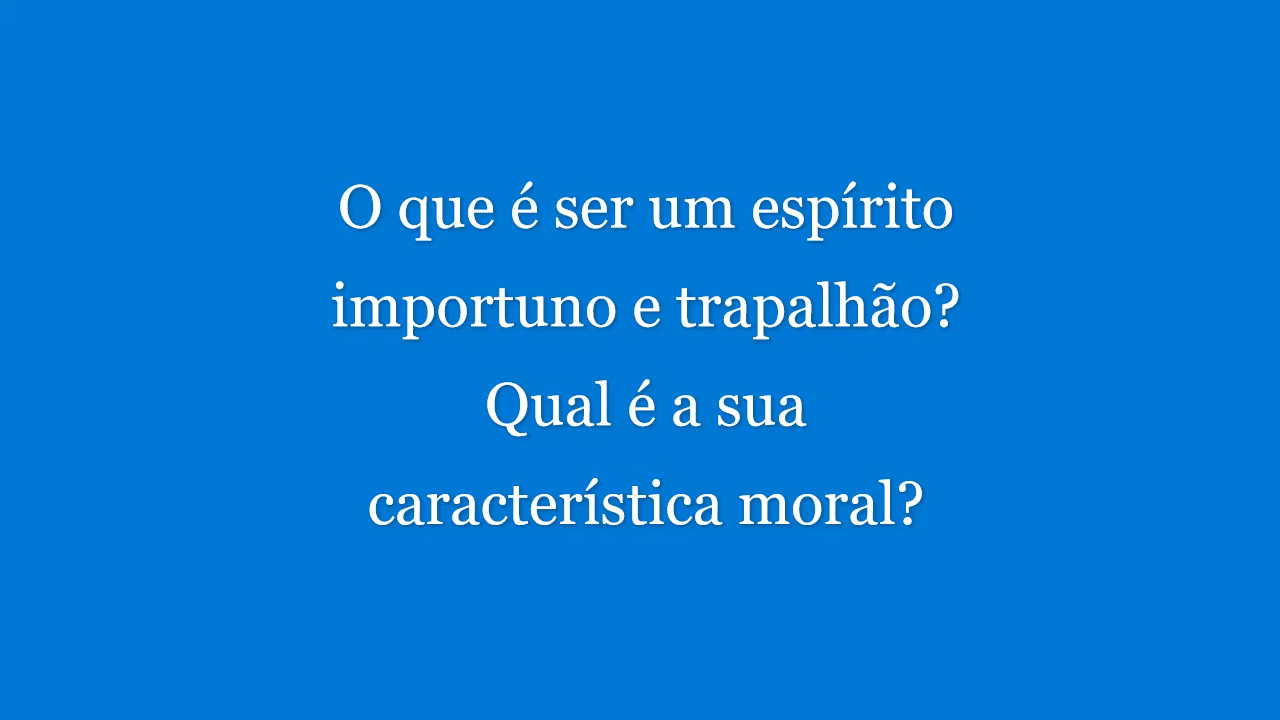 O que é ser um espírito
importuno e trapalhão?
Qual é a sua
característica moral?